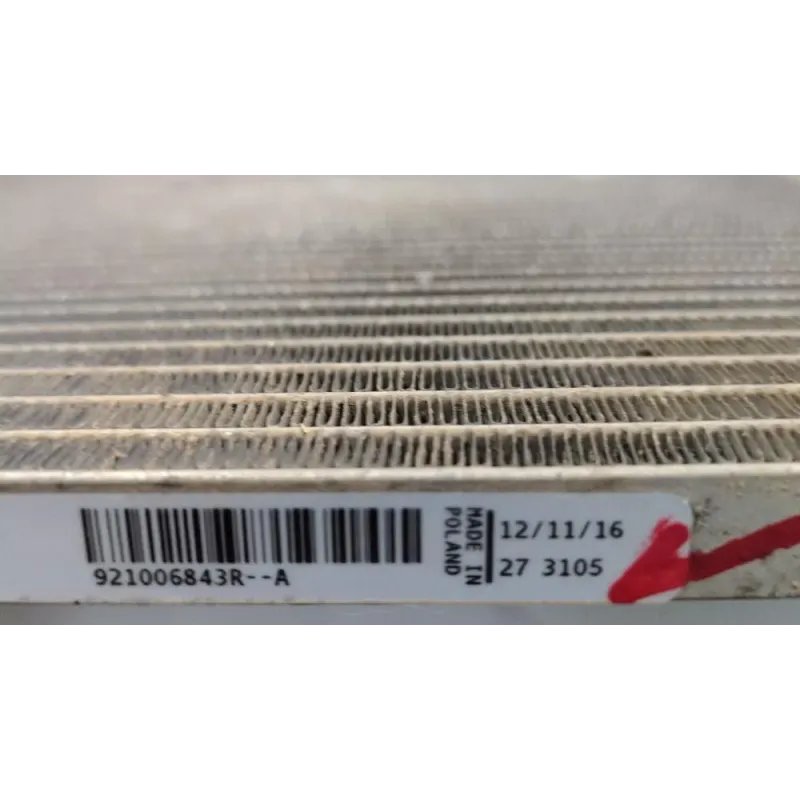 921006843R--A
MADE IN
POLAND
12/11/16
27 3105